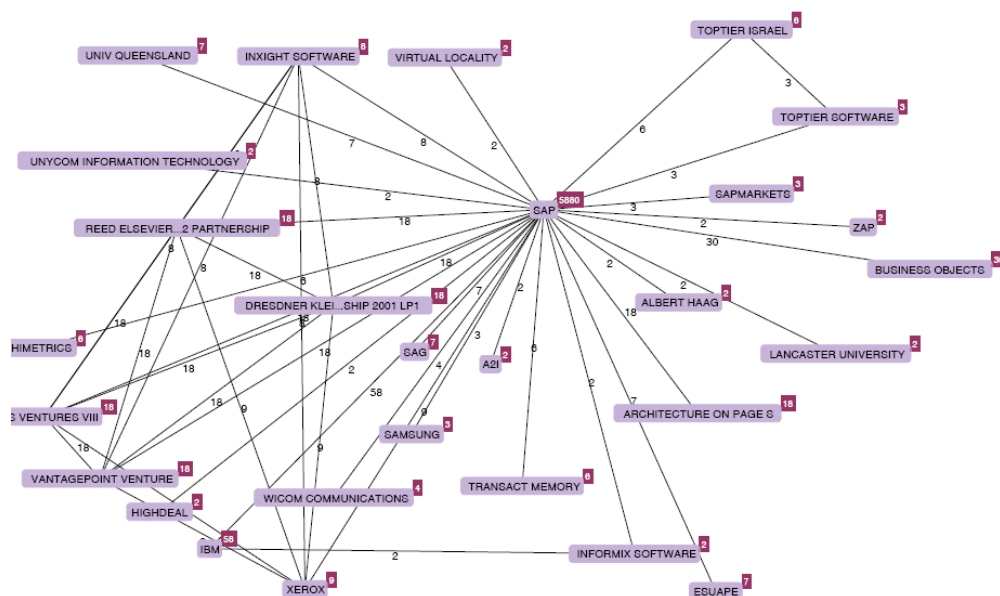 TOPTIER ISRAEL 6
UNIV QUEENSLAND 7
INXIGHT SOFTWARE 8
VIRTUAL LOCALITY 2
3
TOPTIER SOFTWARE 3
6
7
8
2
UNYCOM INFORMATION TECHNOLOGY 2
3
8
2
SAPMARKETS 3
SAP 5880
3
REED ELSEVIER...2 PARTNERSHIP 18
18
2
ZAP 2
30
8
8
18
18
2
BUSINESS OBJECTS
6
7
2
2
DRESDNER KLEI...SHIP 2001 LP1 18
ALBERT HAAG 2
18
18
18
3
HIMETRICS 6
18
18
SAG 7
6
LANCASTER UNIVERSITY 2
18
2
A2I 2
4
2
58
S VENTURES VIII 18
18
9
9
7
ARCHITECTURE ON PAGE S 18
SAMSUNG 3
18
9
VANTAGEPOINT VENTURE 18
TRANSACT MEMORY 6
WICOM COMMUNICATIONS 4
HIGHDEAL 2
IBM 58
2
INFORMIX SOFTWARE 2
XEROX 9
ESUAPE 7